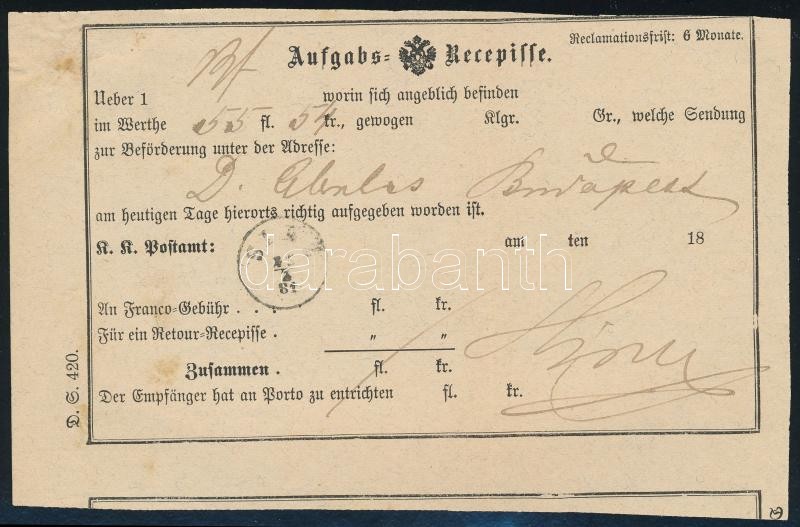 Reclamationsfrist: 6 Monate.
Aufgabs-Recepisse.
Ueber 1 worin sich angeblich befinden
im Werthe 55 fl. 54 kr., gewogen Klgr. Gr., welche Sendung
zur Beförderung unter der Adresse:
D. Budapest
am heutigen Tage hierorts richtig aufgegeben worden ist.
K. K. Postamt: am ten 18
81
An Franco-Gebühr . . . fl. kr.
Für ein Retour-Recepisse . " "
Zusammen . fl. kr.
Der Empfänger hat an Porto zu entrichten fl. kr.
D. S. 420.
darabanth